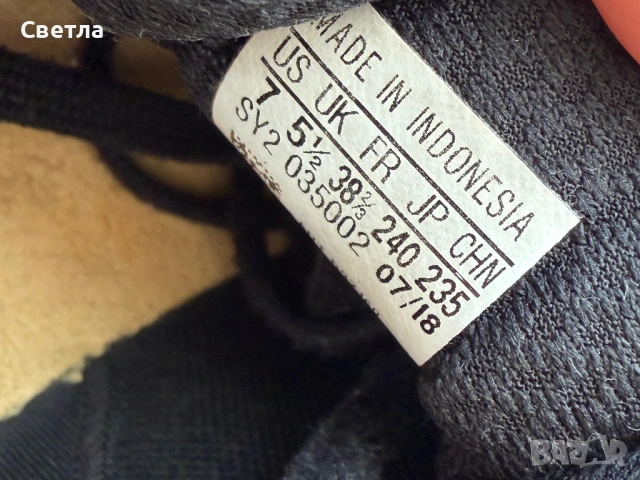 Светла
MADE IN INDONESIA
US UK FR JP CHN
7 5½ 38⅔ 240 235
SY2 035002 07/18
BAZAR